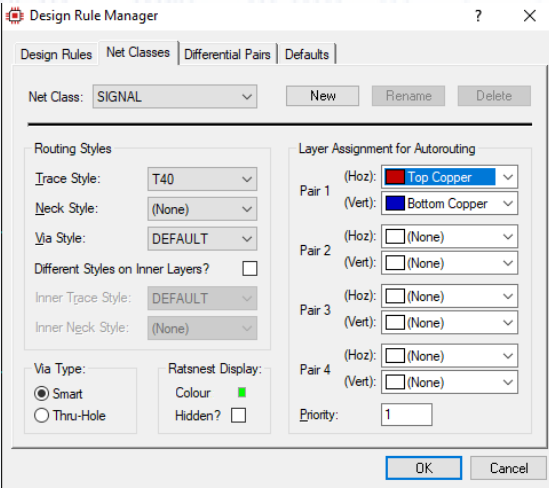 Design Rule Manager
Design Rules Net Classes Differential Pairs Defaults
Net Class: SIGNAL New Rename Delete
Routing Styles
Trace Style: T40
Neck Style: (None)
Via Style: DEFAULT
Different Styles on Inner Layers?
Inner Trace Style: DEFAULT
Inner Neck Style: (None)
Via Type:
Smart
Thru-Hole
Ratsnest Display:
Colour
Hidden?
Layer Assignment for Autorouting
Pair 1
(Hoz): Top Copper
(Vert): Bottom Copper
Pair 2
(Hoz): (None)
(Vert): (None)
Pair 3
(Hoz): (None)
(Vert): (None)
Pair 4
(Hoz): (None)
(Vert): (None)
Priority: 1
OK Cancel